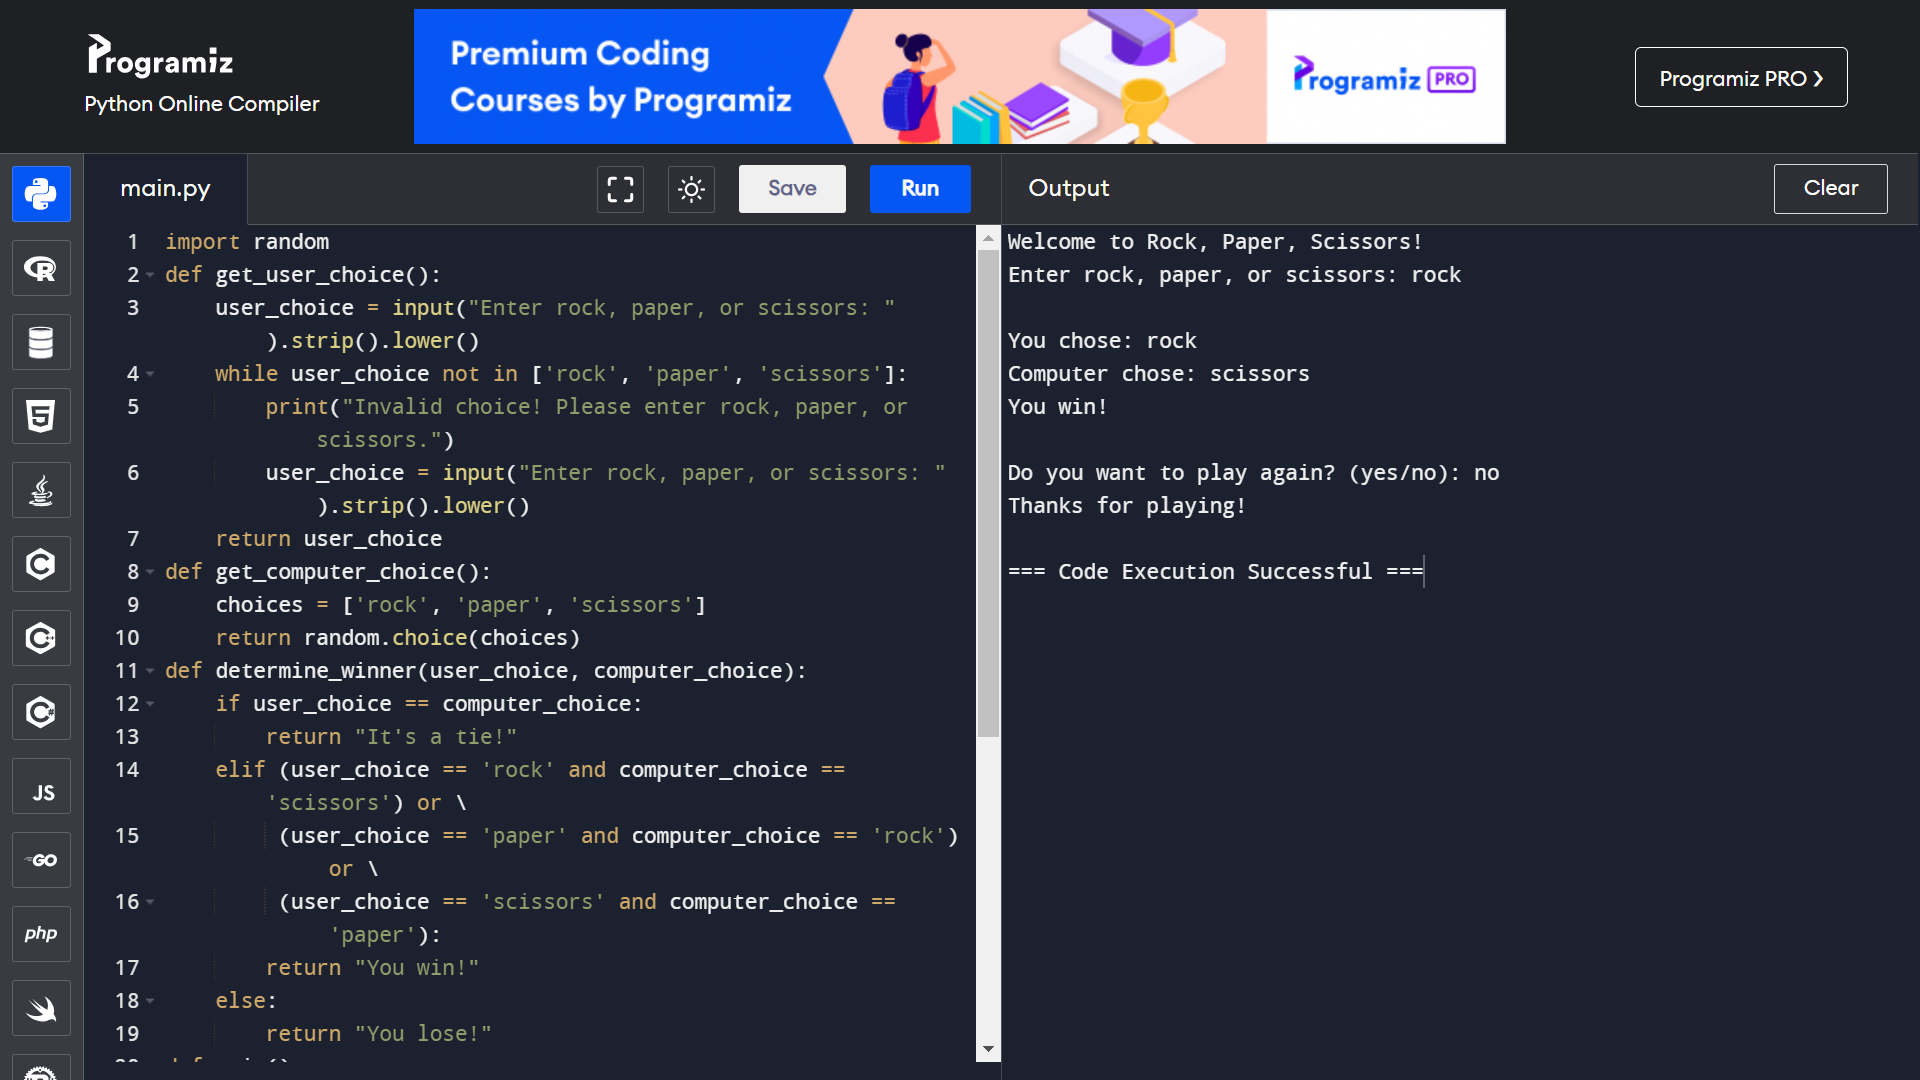 Programiz
Python Online Compiler
Premium Coding
Courses by Programiz
Programiz PRO
Programiz PRO ❯
main.py
Save
Run
Output
Clear
1 import random
2 def get_user_choice():
3 user_choice = input("Enter rock, paper, or scissors: "
).strip().lower()
4 while user_choice not in ['rock', 'paper', 'scissors']:
5 print("Invalid choice! Please enter rock, paper, or
scissors.")
6 user_choice = input("Enter rock, paper, or scissors: "
).strip().lower()
7 return user_choice
8 def get_computer_choice():
9 choices = ['rock', 'paper', 'scissors']
10 return random.choice(choices)
11 def determine_winner(user_choice, computer_choice):
12 if user_choice == computer_choice:
13 return "It's a tie!"
14 elif (user_choice == 'rock' and computer_choice ==
'scissors') or \
15 (user_choice == 'paper' and computer_choice == 'rock')
or \
16 (user_choice == 'scissors' and computer_choice ==
'paper'):
17 return "You win!"
18 else:
19 return "You lose!"
Welcome to Rock, Paper, Scissors!
Enter rock, paper, or scissors: rock
You chose: rock
Computer chose: scissors
You win!
Do you want to play again? (yes/no): no
Thanks for playing!
=== Code Execution Successful ===
R
5
C
C++
C#
JS
GO
php